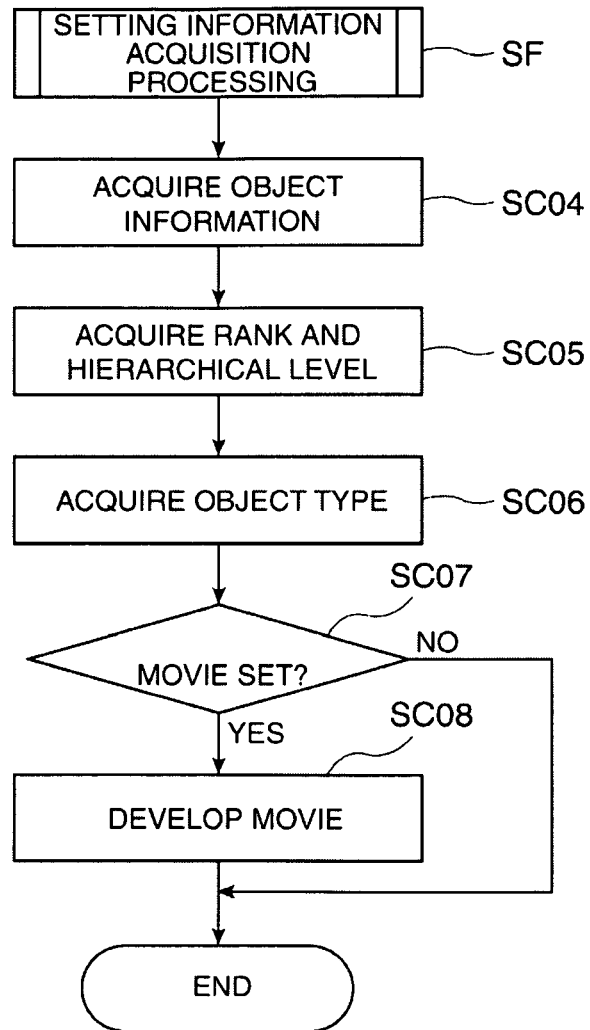 SETTING INFORMATION
ACQUISITION
PROCESSING
SF
ACQUIRE OBJECT
INFORMATION
SC04
ACQUIRE RANK AND
HIERARCHICAL LEVEL
SC05
ACQUIRE OBJECT TYPE
SC06
SC07
MOVIE SET?
NO
YES
SC08
DEVELOP MOVIE
END